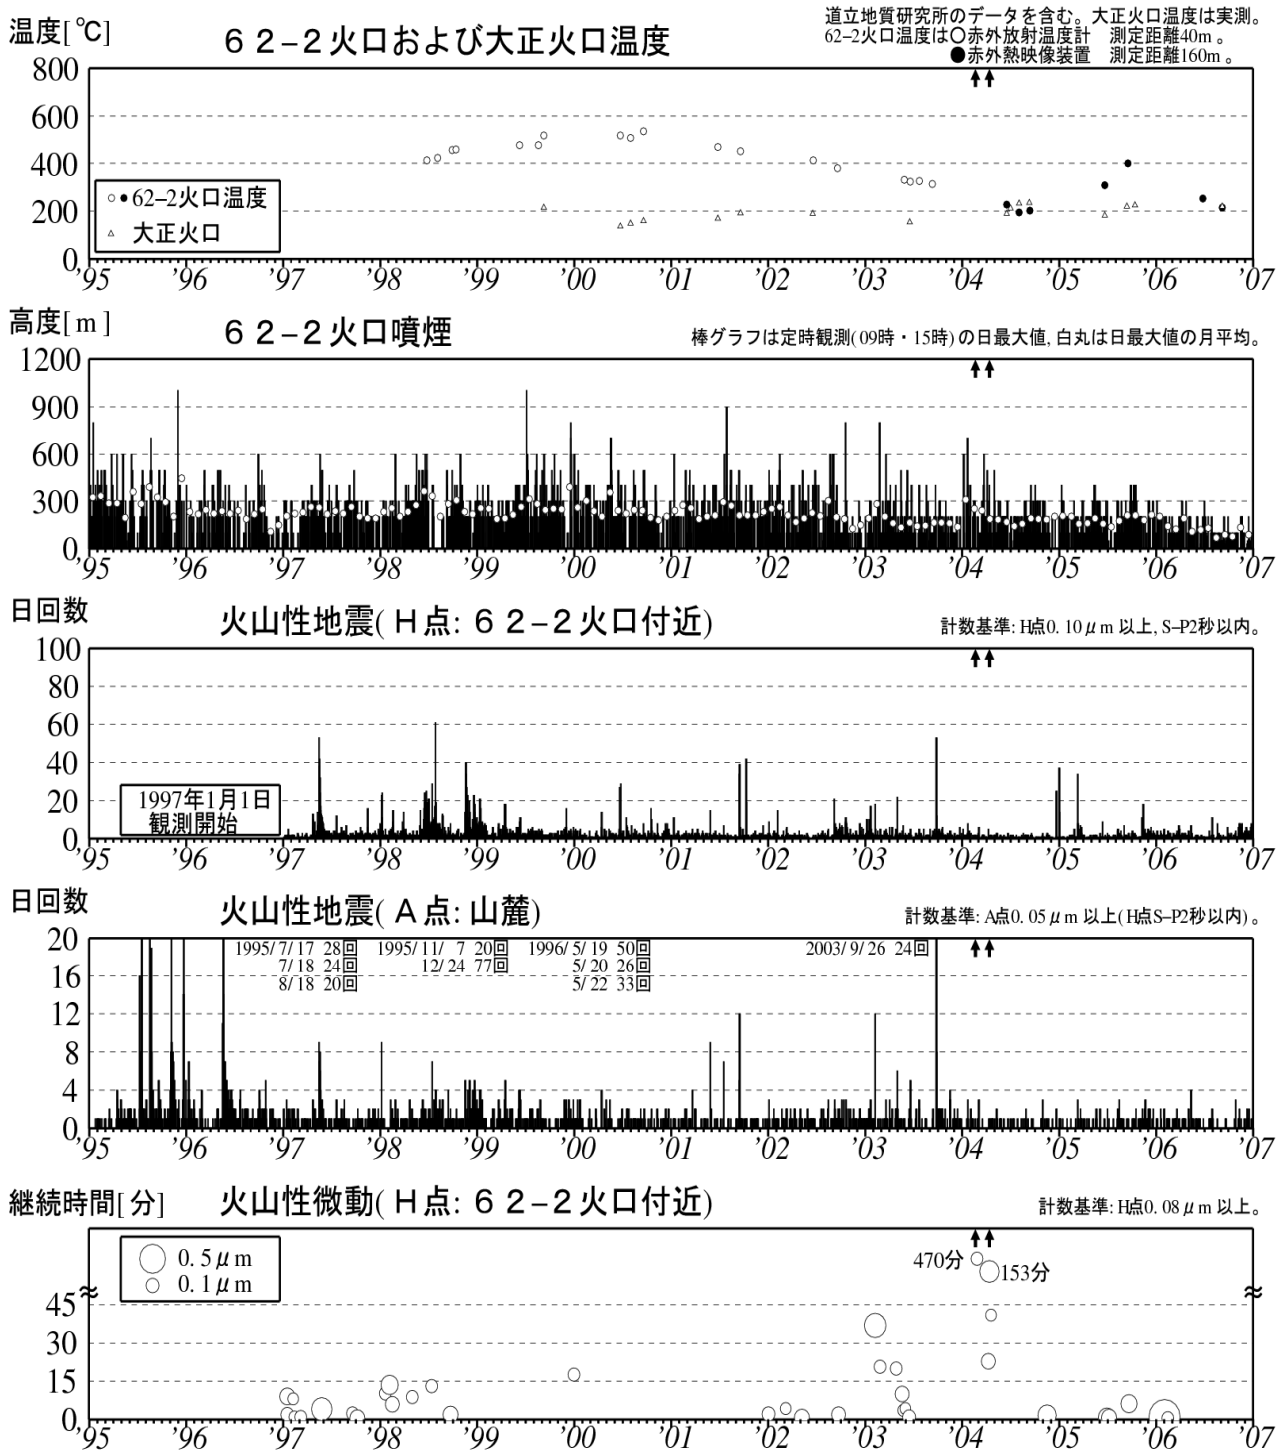 温度[℃]
６２−２火口および大正火口温度
道立地質研究所のデータを含む。大正火口温度は実測。
62−2火口温度は○赤外放射温度計　測定距離40m。
●赤外熱映像装置　測定距離160m。
800
600
400
200
0
○ ● 62−2火口温度
△ 大正火口
'95 '96 '97 '98 '99 '00 '01 '02 '03 '04 '05 '06 '07
高度[ m ]
６２−２火口噴煙
棒グラフは定時観測(09時・15時)の日最大値, 白丸は日最大値の月平均。
1200
900
600
300
0
'95 '96 '97 '98 '99 '00 '01 '02 '03 '04 '05 '06 '07
日回数
火山性地震( Ｈ点: ６２−２火口付近)
計数基準: H点0. 10μm 以上, S−P2秒以内。
100
80
60
40
20
0
1997年1月1日
観測開始
'95 '96 '97 '98 '99 '00 '01 '02 '03 '04 '05 '06 '07
日回数
火山性地震( Ａ点: 山麓)
計数基準: A点0. 05μm 以上( H点S−P2秒以内)。
20
16
12
8
4
0
1995/ 7/ 17 28回 1995/ 11/ 7 20回 1996/ 5/ 19 50回 2003/ 9/ 26 24回
7/ 18 24回 12/ 24 77回 5/ 20 26回
8/ 18 20回 5/ 22 33回
'95 '96 '97 '98 '99 '00 '01 '02 '03 '04 '05 '06 '07
継続時間[ 分]
火山性微動( Ｈ点: ６２−２火口付近)
計数基準: H点0. 08μm 以上。
0. 5μm
0. 1μm
470分
153分
45
30
15
0
'95 '96 '97 '98 '99 '00 '01 '02 '03 '04 '05 '06 '07